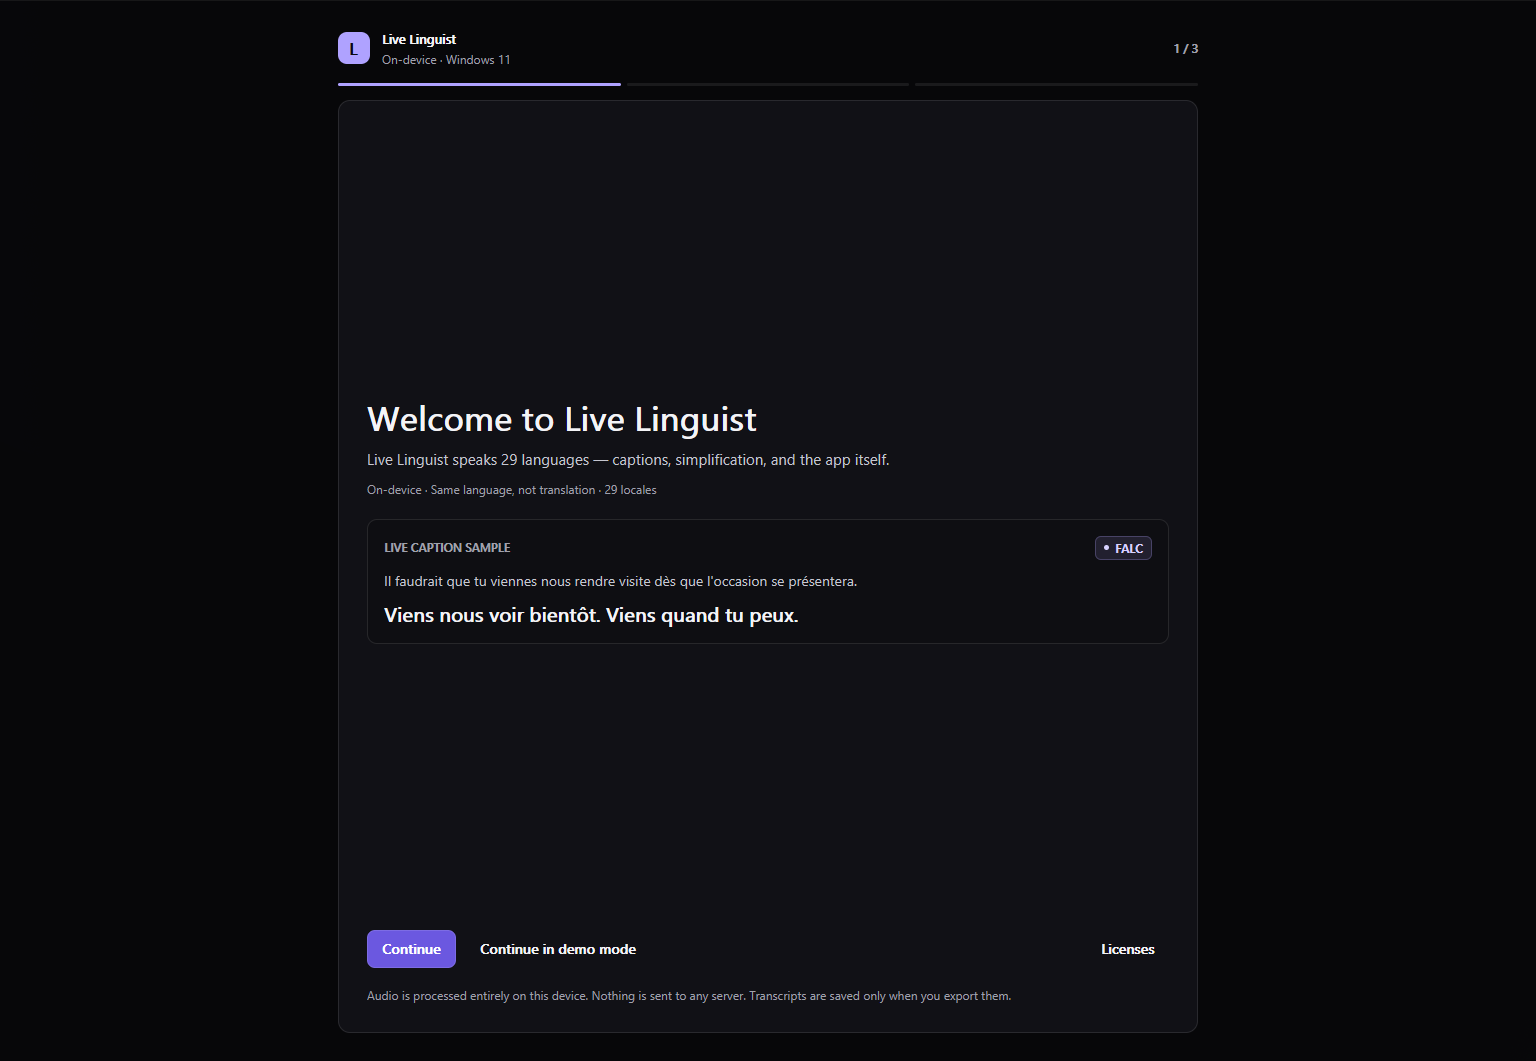 L
Live Linguist
On-device · Windows 11
1 / 3
Welcome to Live Linguist
Live Linguist speaks 29 languages — captions, simplification, and the app itself.
On-device · Same language, not translation · 29 locales
LIVE CAPTION SAMPLE
• FALC
Il faudrait que tu viennes nous rendre visite dès que l'occasion se présentera.
Viens nous voir bientôt. Viens quand tu peux.
Continue
Continue in demo mode
Licenses
Audio is processed entirely on this device. Nothing is sent to any server. Transcripts are saved only when you export them.